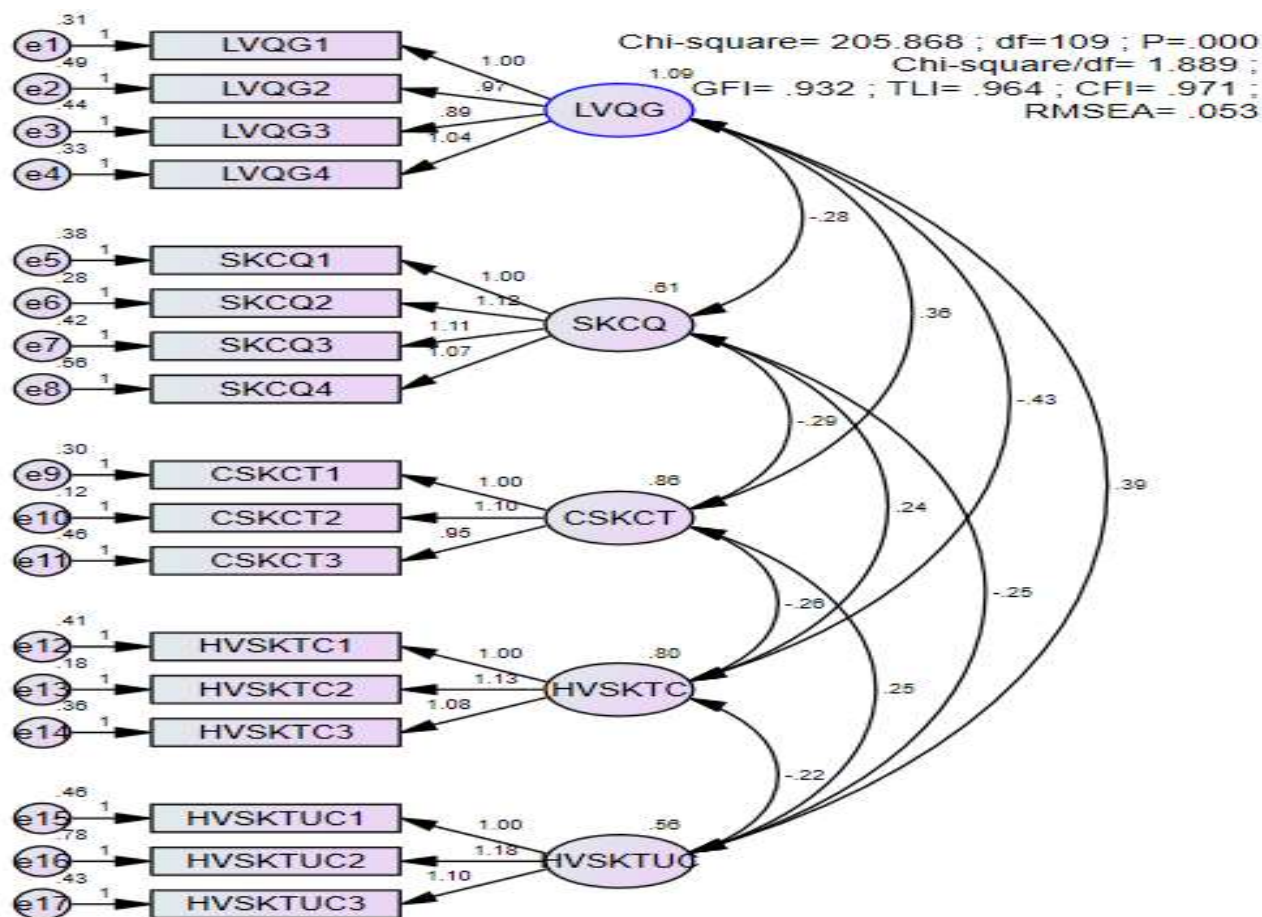 Chi-square= 205.868 ; df=109 ; P=.000
Chi-square/df= 1.889 ;
GFI= .932 ; TLI= .964 ; CFI= .971 ;
RMSEA= .053
.31
e1 1 LVQG1
.49
e2 1 LVQG2
.44
e3 1 LVQG3
.33
e4 1 LVQG4
1.00
.97
.89
1.04
1.09
LVQG
.38
e5 1 SKCQ1
.28
e6 1 SKCQ2
.42
e7 1 SKCQ3
.56
e8 1 SKCQ4
1.00
1.12
1.11
1.07
.61
SKCQ
.30
e9 1 CSKCT1
.12
e10 1 CSKCT2
.46
e11 1 CSKCT3
1.00
1.10
.95
.86
CSKCT
.41
e12 1 HVSKTC1
.18
e13 1 HVSKTC2
.36
e14 1 HVSKTC3
1.00
1.13
1.08
.80
HVSKTC
.46
e15 1 HVSKTUC1
.78
e16 1 HVSKTUC2
.43
e17 1 HVSKTUC3
1.00
1.18
1.10
.56
HVSKTUC
-.28
.36
-.43
.39
-.29
.24
-.25
-.26
.25
-.22